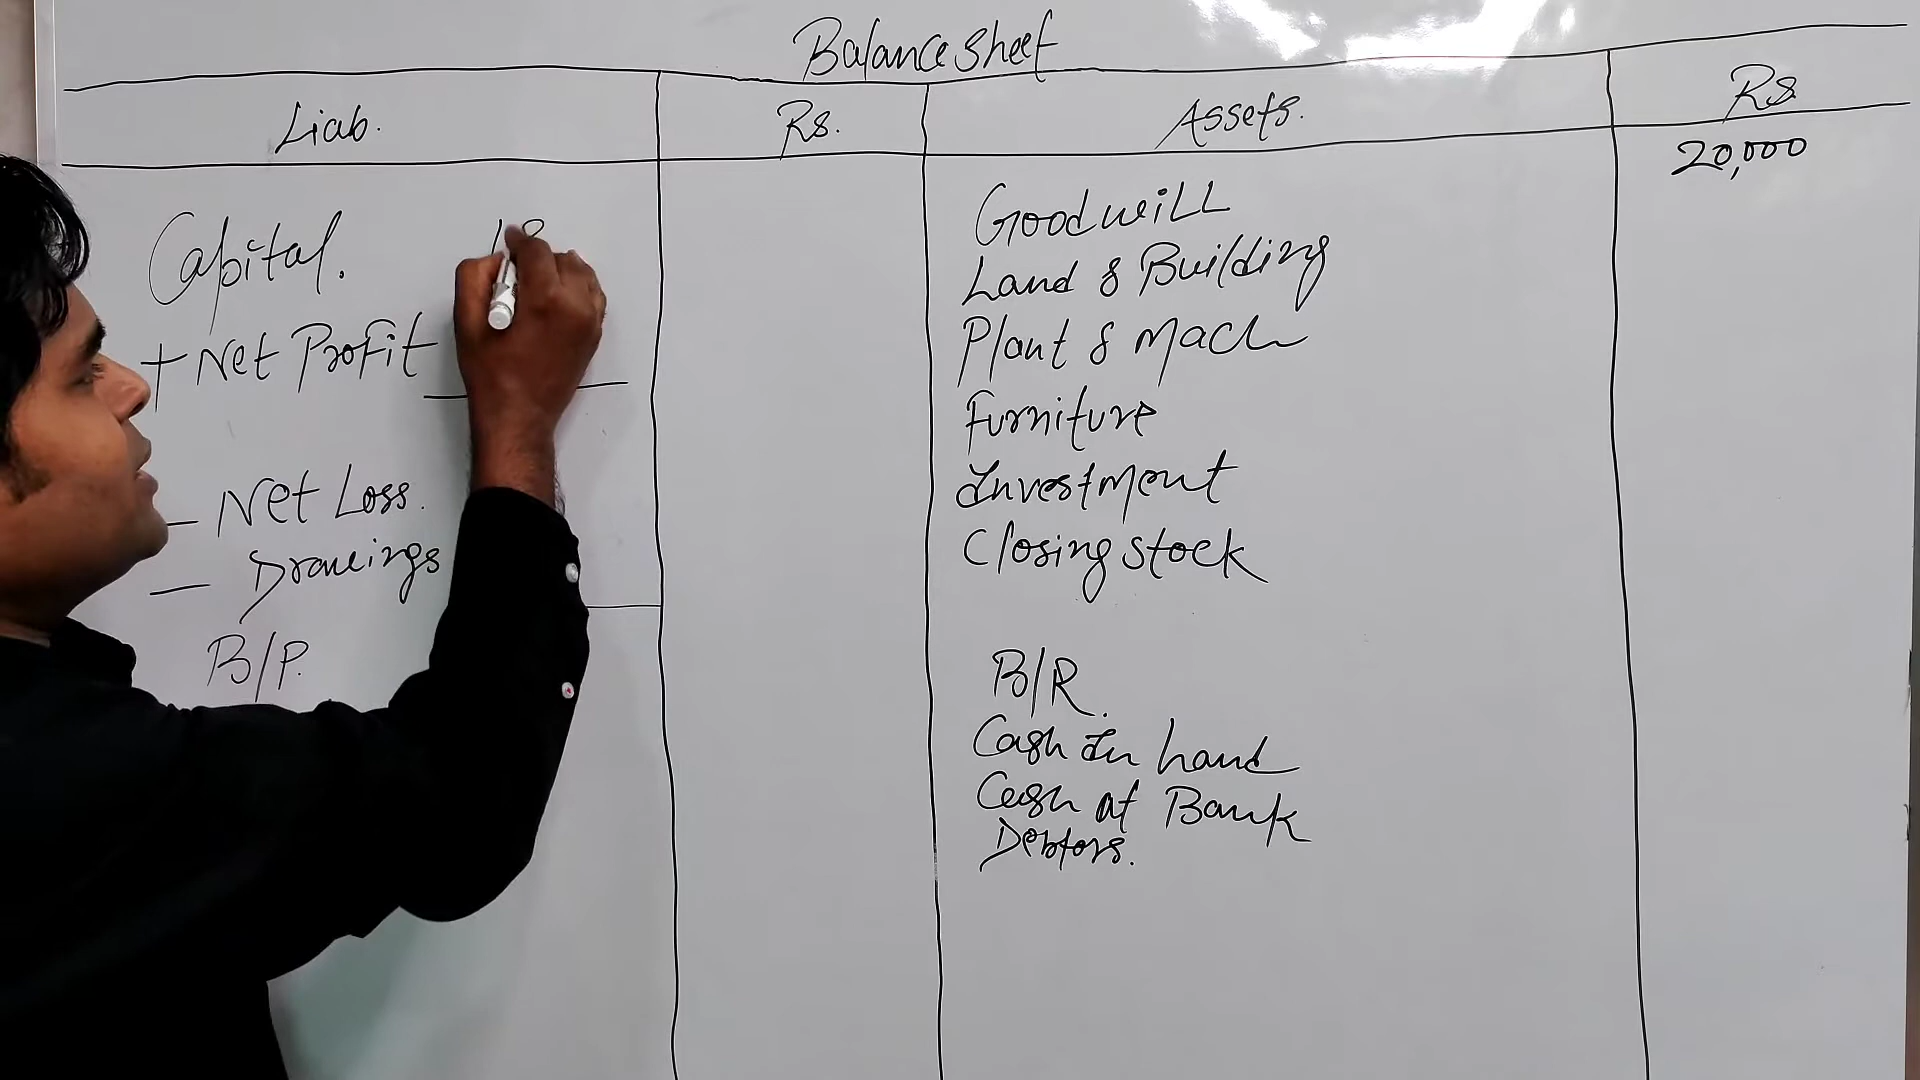 Balance Sheet
Liab.
Rs.
Assets.
Rs
20,000
Capital.
+ Net Profit
- Net Loss.
- Drawings
B/P.
Goodwill
Land & Building
Plant & Mach
Furniture
Investment
Closing stock
B/R.
Cash In hand
Cash at Bank
Debtors.